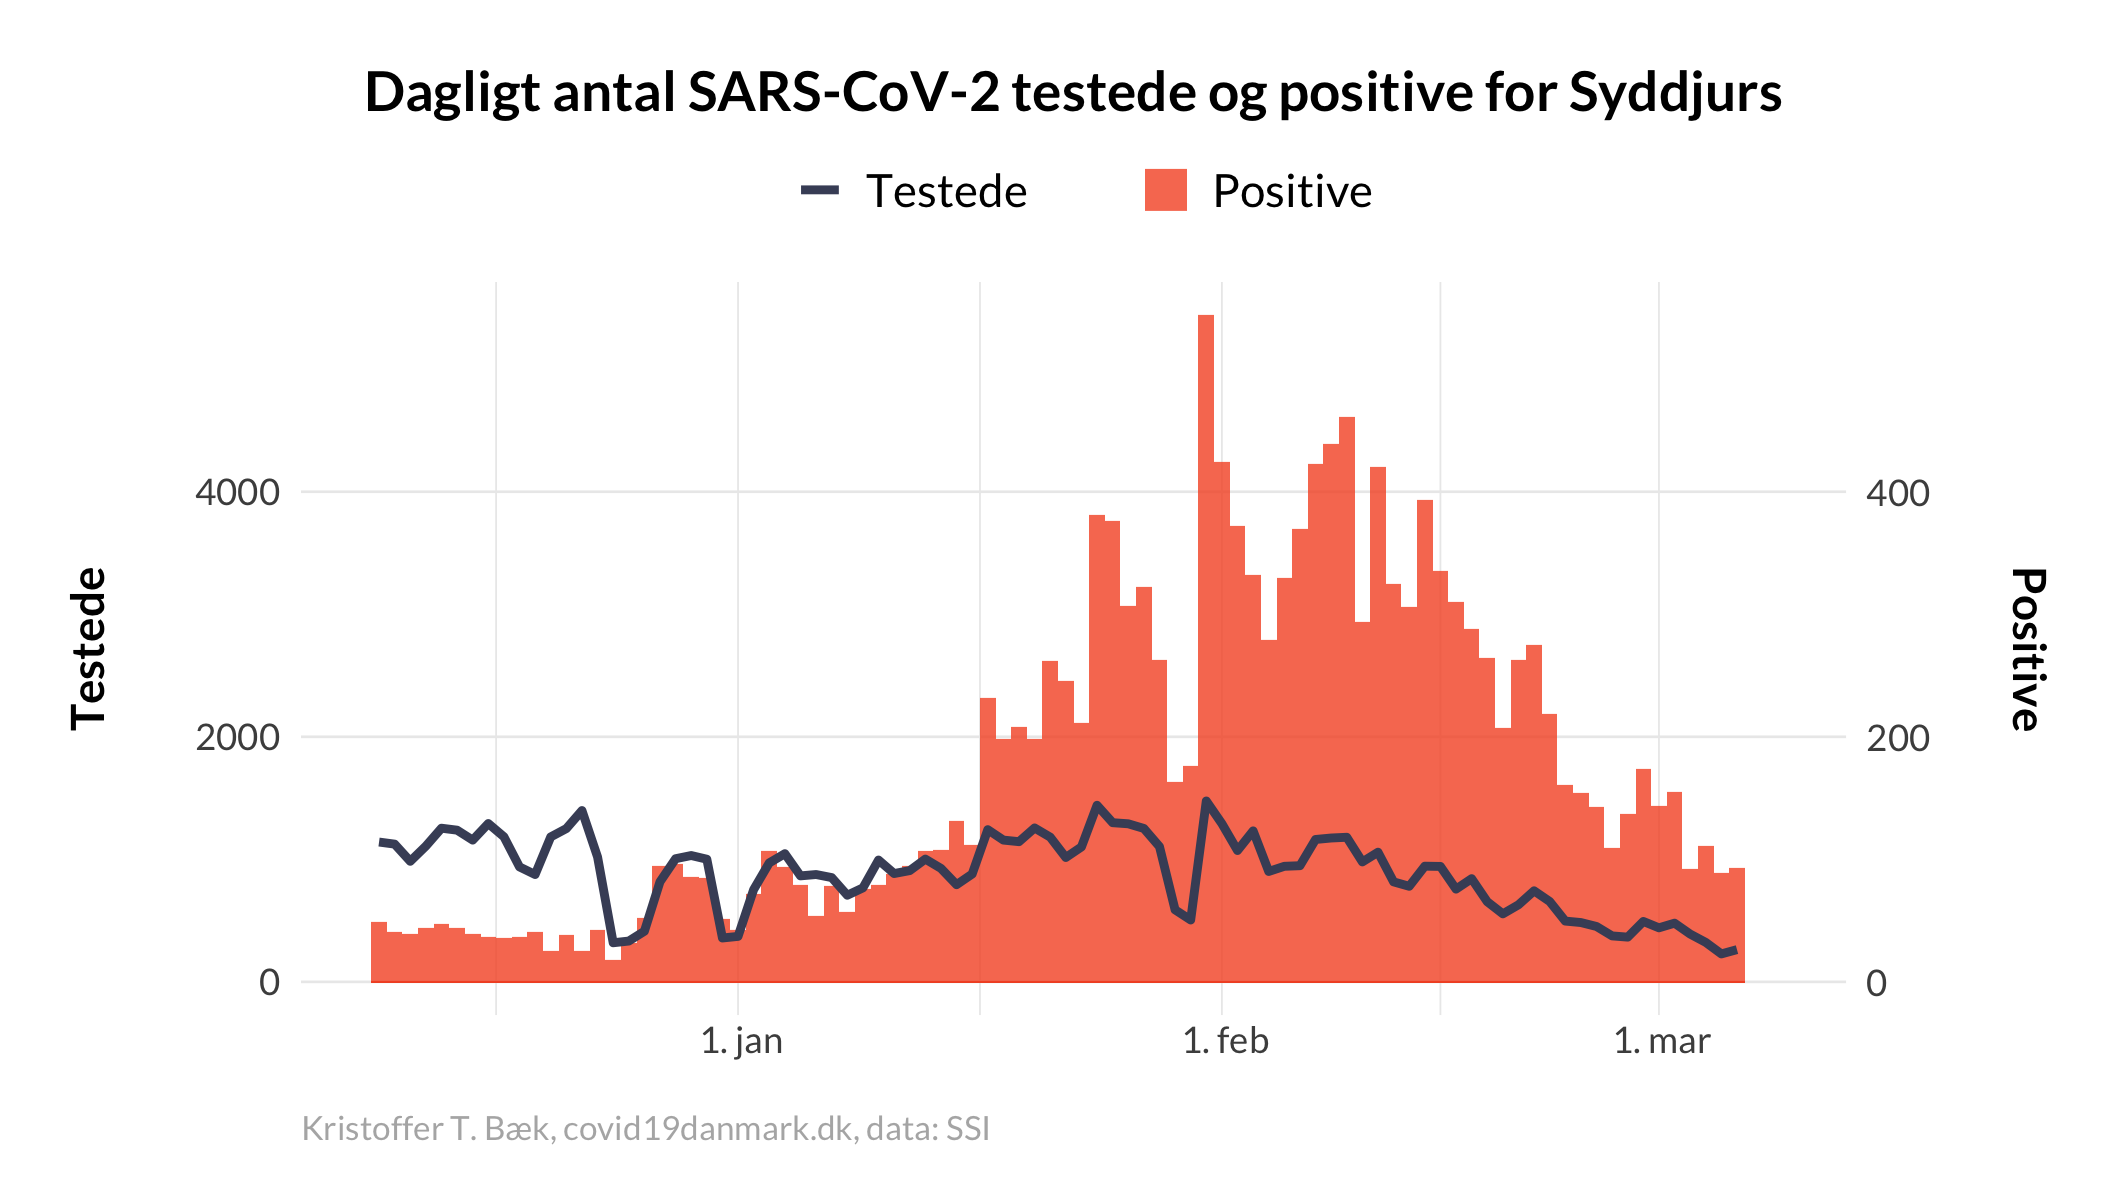 Dagligt antal SARS-CoV-2 testede og positive for Syddjurs
Testede
Positive
4000
2000
0
Testede
400
200
0
Positive
1. jan
1. feb
1. mar
Kristoffer T. Bæk, covid19danmark.dk, data: SSI